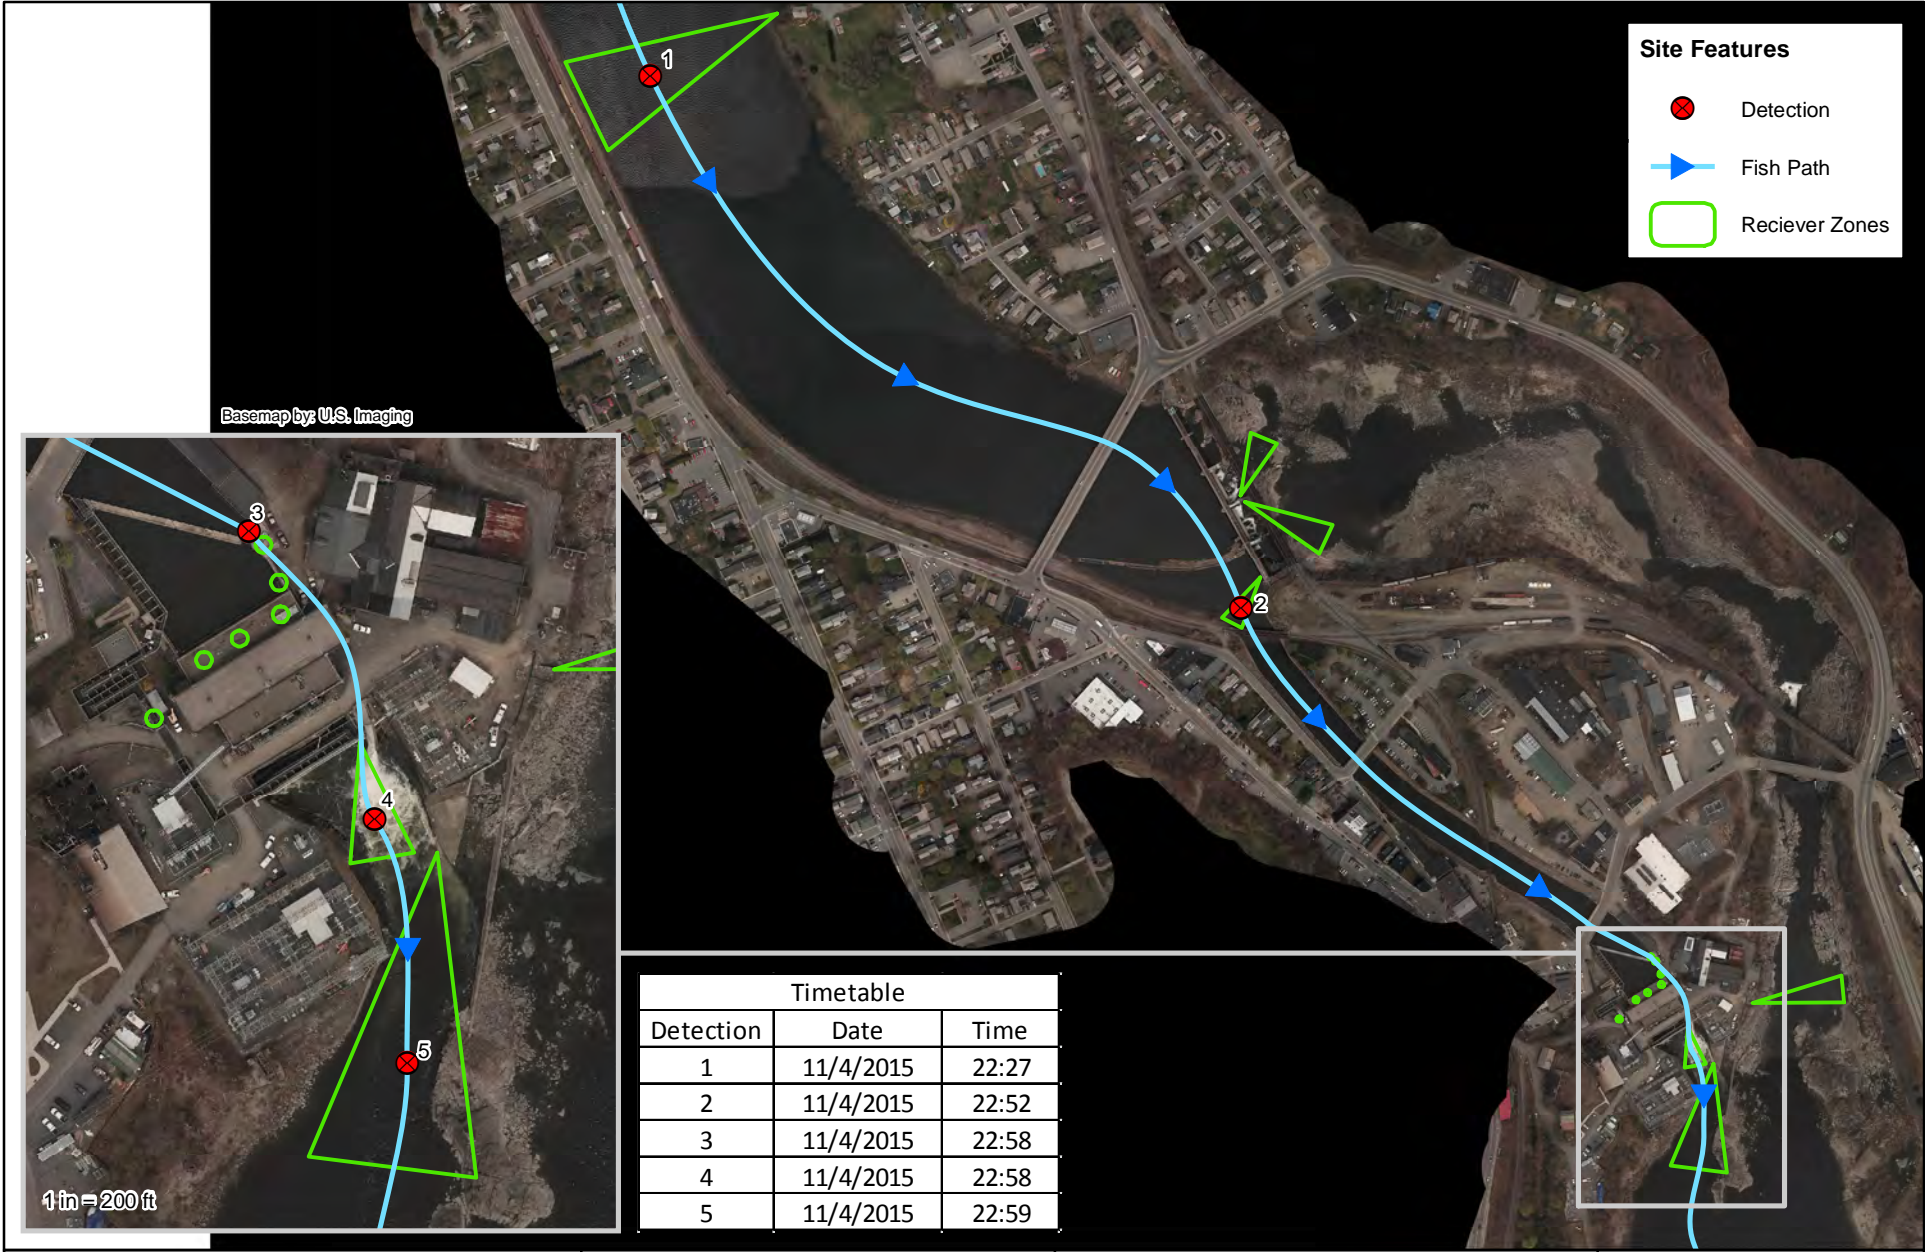 Site Features
Detection
Fish Path
Reciever Zones
1
2
Basemap by: U.S. Imaging
3
4
5
1 in = 200 ft
Timetable
Detection Date Time
1 11/4/2015 22:27
2 11/4/2015 22:52
3 11/4/2015 22:58
4 11/4/2015 22:58
5 11/4/2015 22:59